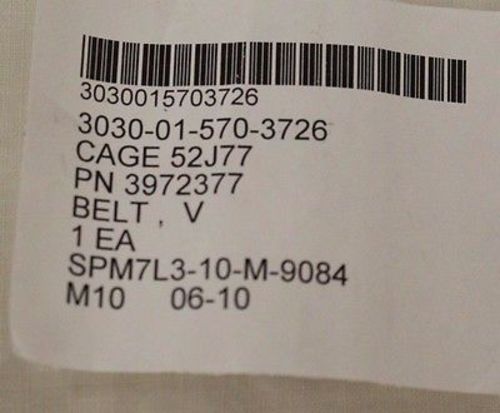 3030015703726
3030-01-570-3726
CAGE 52J77
PN 3972377
BELT , V
1 EA
SPM7L3-10-M-9084
M10 06-10